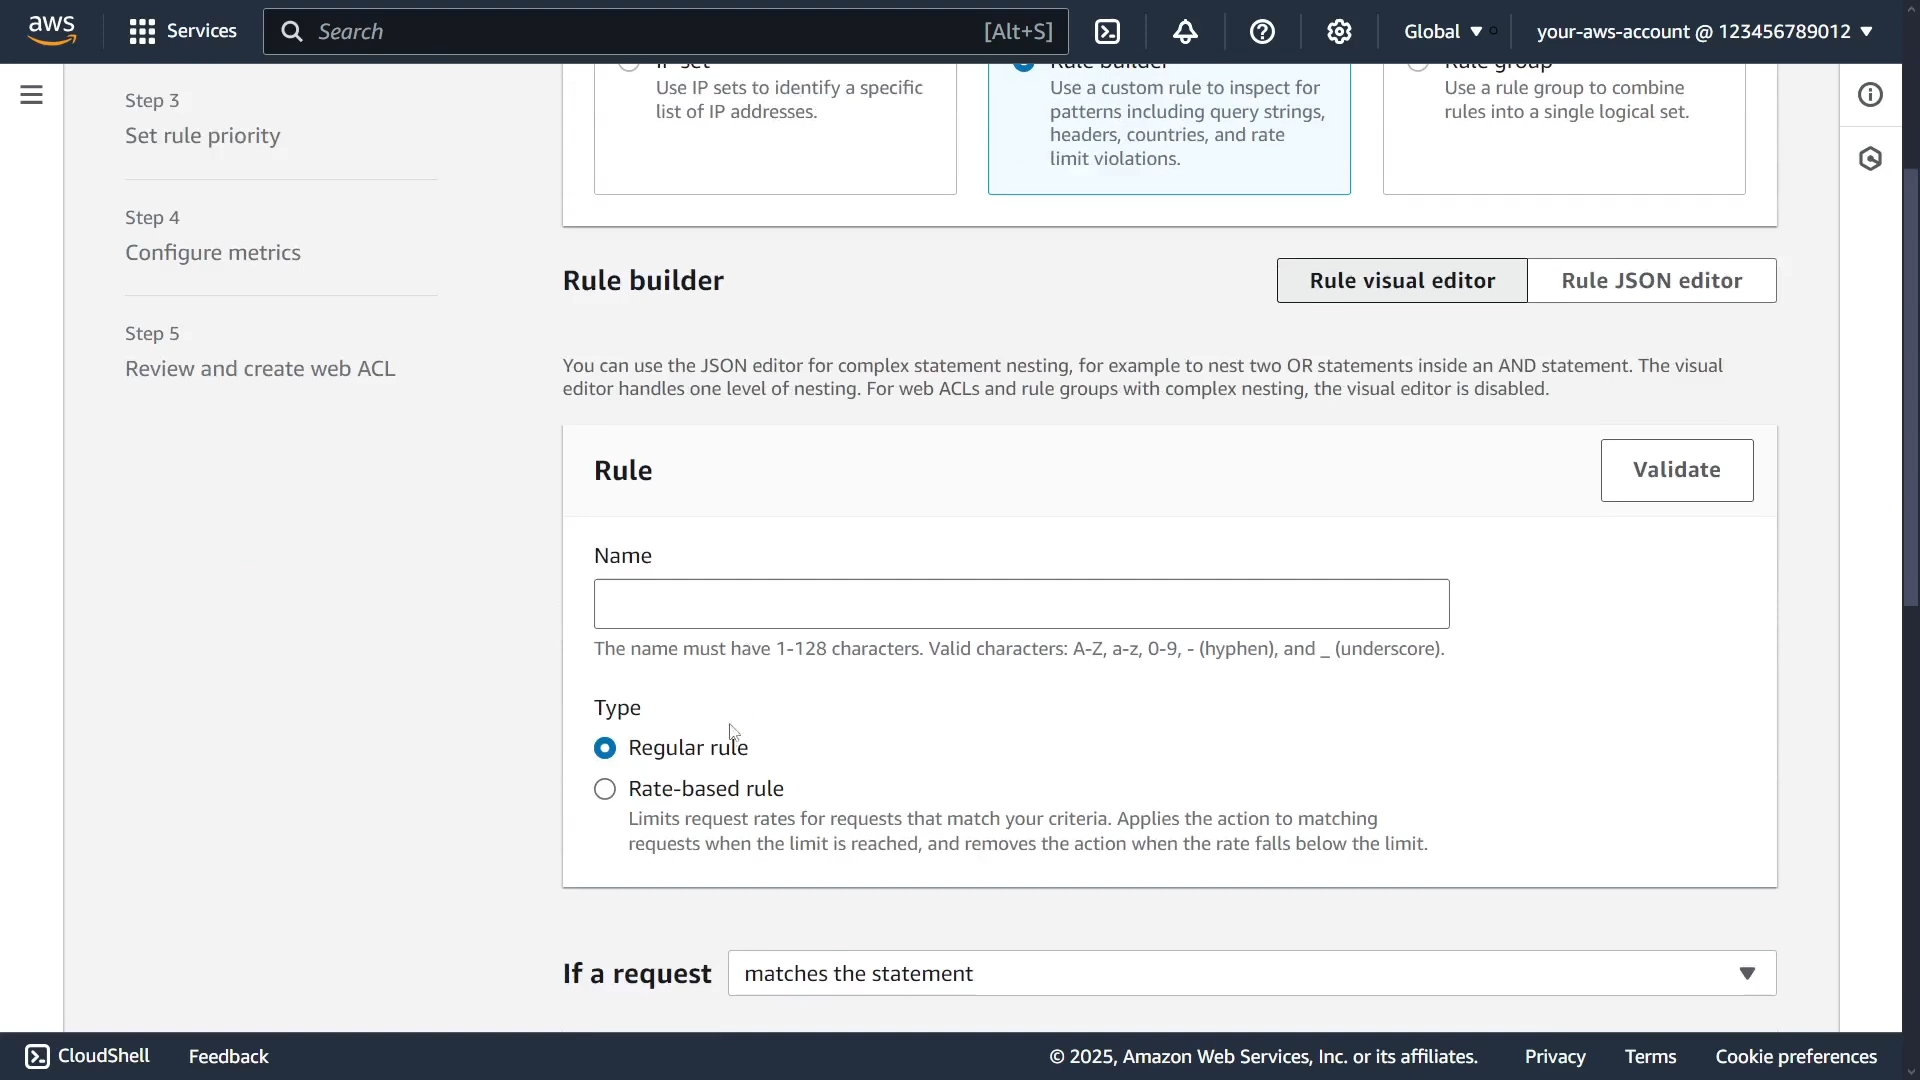 aws
Services
Search
[Alt+S]
Global
your-aws-account @ 123456789012
Step 3
Set rule priority
Step 4
Configure metrics
Step 5
Review and create web ACL
IP set
Use IP sets to identify a specific
list of IP addresses.
Rule builder
Use a custom rule to inspect for
patterns including query strings,
headers, countries, and rate
limit violations.
Rule group
Use a rule group to combine
rules into a single logical set.
Rule builder
Rule visual editor
Rule JSON editor
You can use the JSON editor for complex statement nesting, for example to nest two OR statements inside an AND statement. The visual
editor handles one level of nesting. For web ACLs and rule groups with complex nesting, the visual editor is disabled.
Rule
Validate
Name
The name must have 1-128 characters. Valid characters: A-Z, a-z, 0-9, - (hyphen), and _ (underscore).
Type
Regular rule
Rate-based rule
Limits request rates for requests that match your criteria. Applies the action to matching
requests when the limit is reached, and removes the action when the rate falls below the limit.
If a request
matches the statement
CloudShell
Feedback
© 2025, Amazon Web Services, Inc. or its affiliates.
Privacy
Terms
Cookie preferences